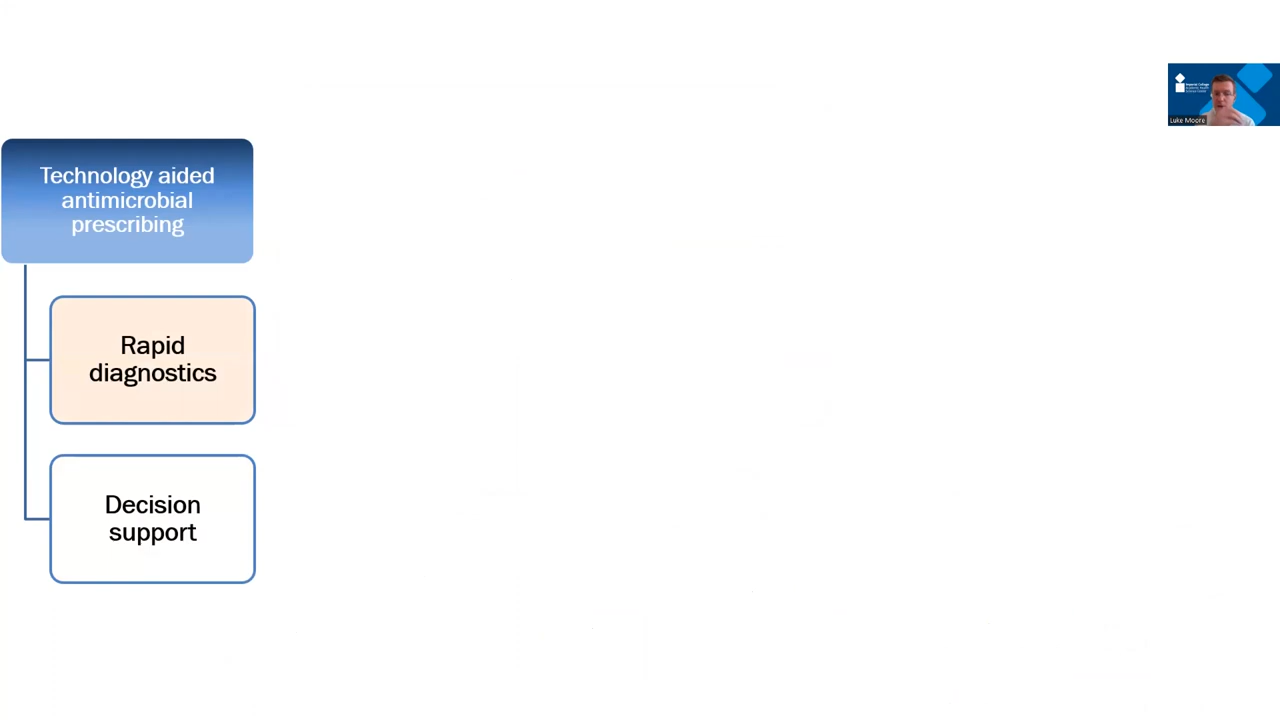 Technology aided
antimicrobial
prescribing
Rapid
diagnostics
Decision
support
Luke Moore